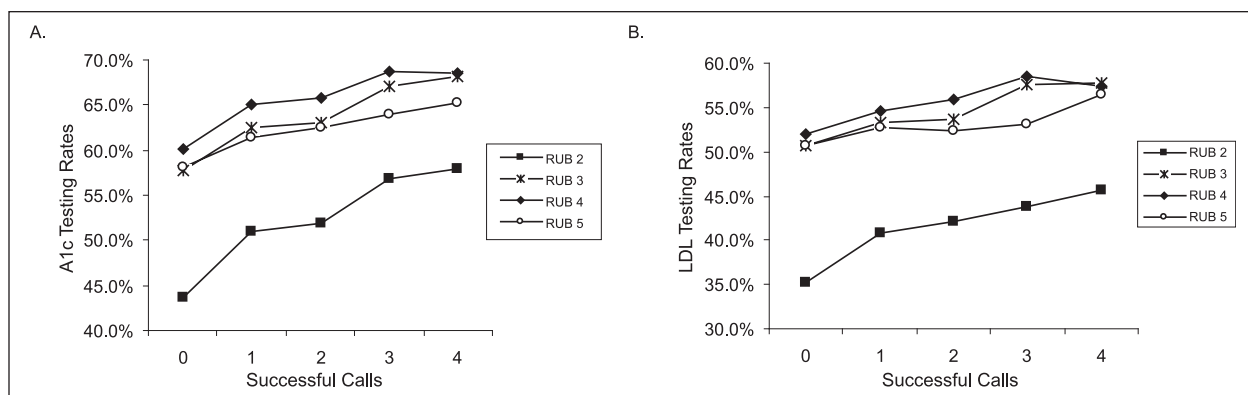 A.
70.0%
65.0%
60.0%
55.0%
50.0%
45.0%
40.0%
A1c Testing Rates
0 1 2 3 4
Successful Calls
RUB 2
RUB 3
RUB 4
RUB 5
B.
60.0%
55.0%
50.0%
45.0%
40.0%
35.0%
30.0%
LDL Testing Rates
0 1 2 3 4
Successful Calls
RUB 2
RUB 3
RUB 4
RUB 5